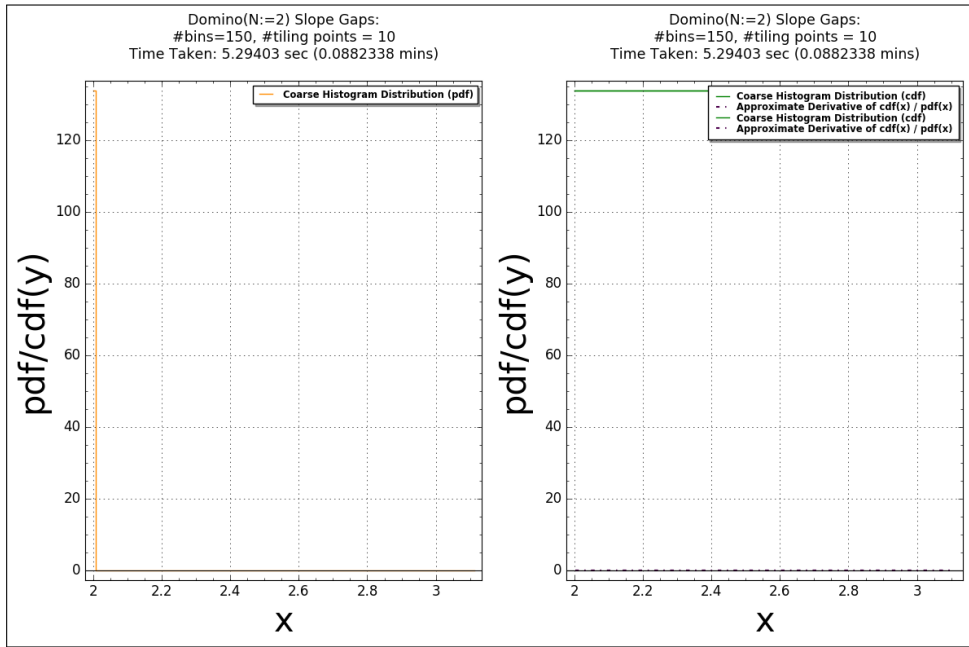 Domino(N:=2) Slope Gaps:
#bins=150, #tiling points = 10
Time Taken: 5.29403 sec (0.0882338 mins)
Coarse Histogram Distribution (pdf)
pdf/cdf(y)
140
120
100
80
60
40
20
0
2
2.2
2.4
2.6
2.8
3
x
Domino(N:=2) Slope Gaps:
#bins=150, #tiling points = 10
Time Taken: 5.29403 sec (0.0882338 mins)
Coarse Histogram Distribution (cdf)
Approximate Derivative of cdf(x) / pdf(x)
Coarse Histogram Distribution (cdf)
Approximate Derivative of cdf(x) / pdf(x)
pdf/cdf(y)
120
100
80
60
40
20
0
2
2.2
2.4
2.6
2.8
3
x